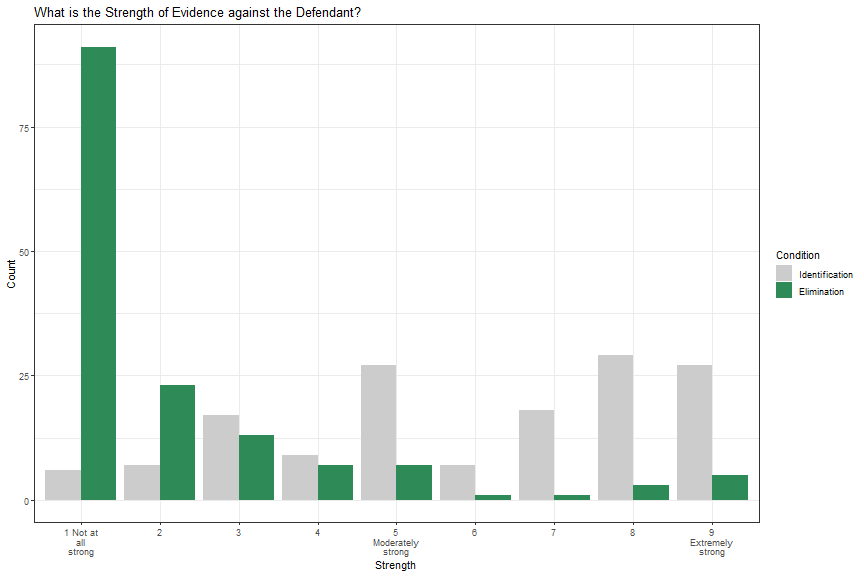 What is the Strength of Evidence against the Defendant?
Count
75
50
25
0
1 Not at
all
strong
2
3
4
5
Moderately
strong
6
7
8
9
Extremely
strong
Strength
Condition
Identification
Elimination